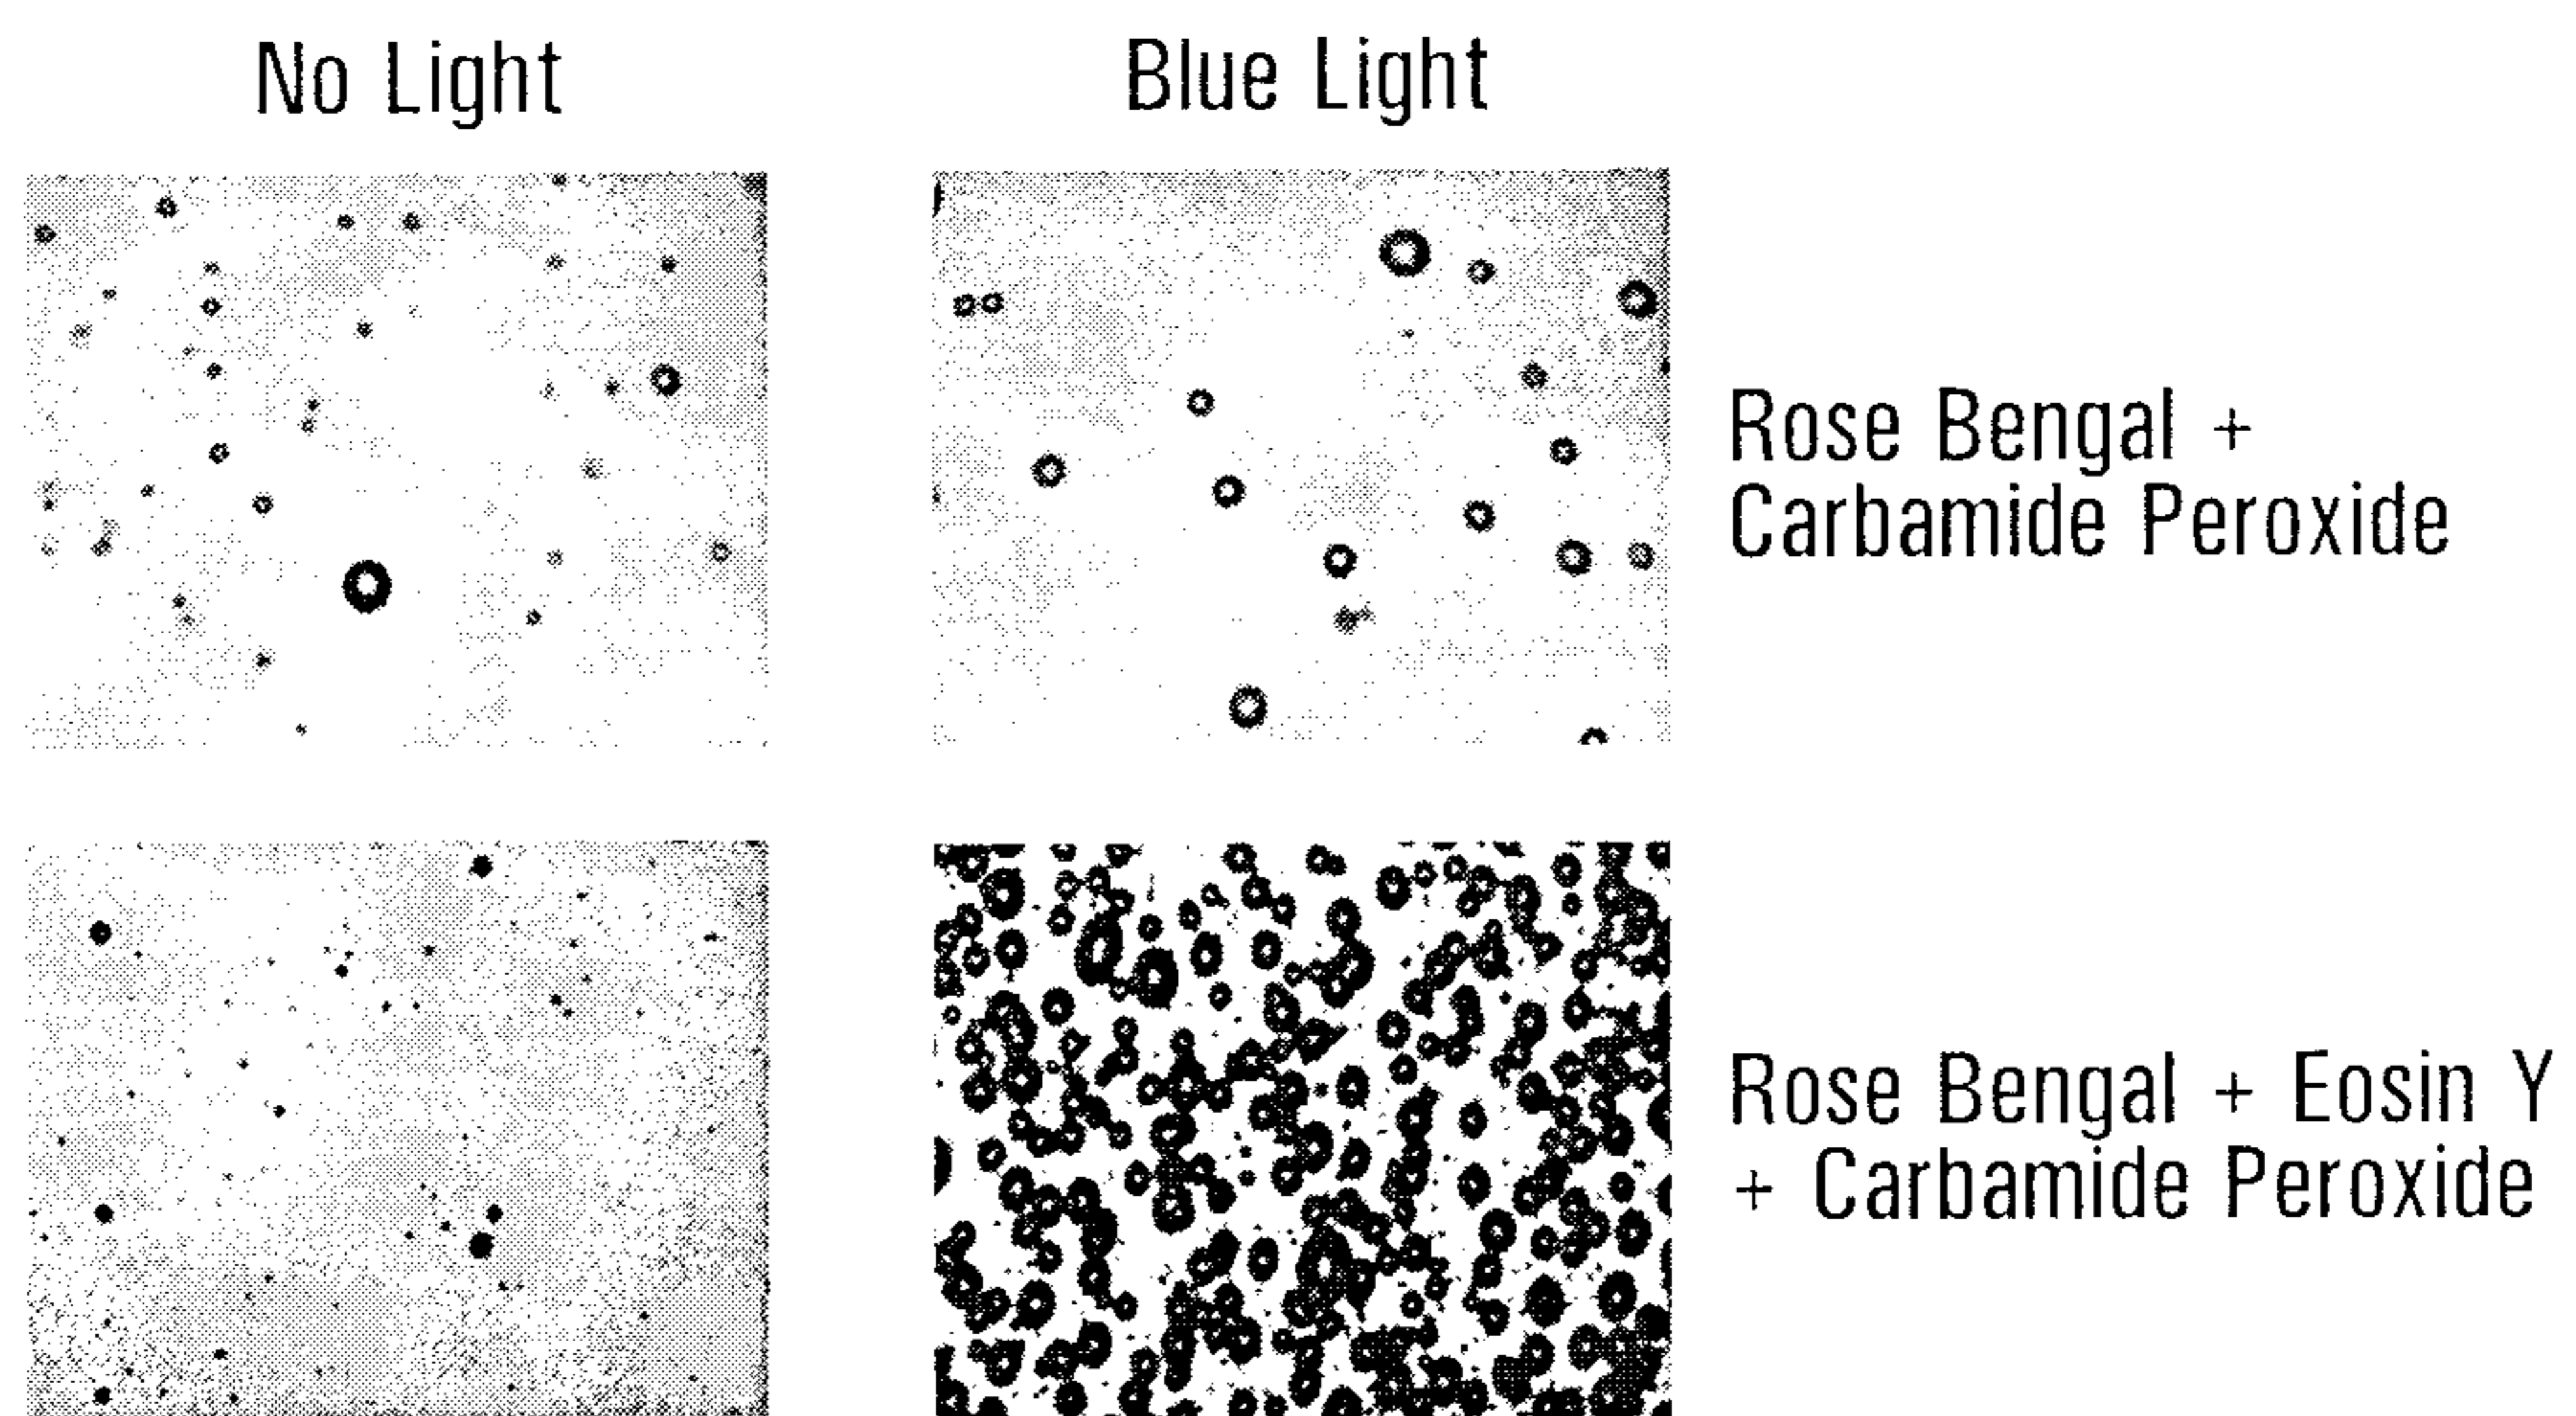 No Light
Blue Light
Rose Bengal +
Carbamide Peroxide
Rose Bengal + Eosin Y
+ Carbamide Peroxide